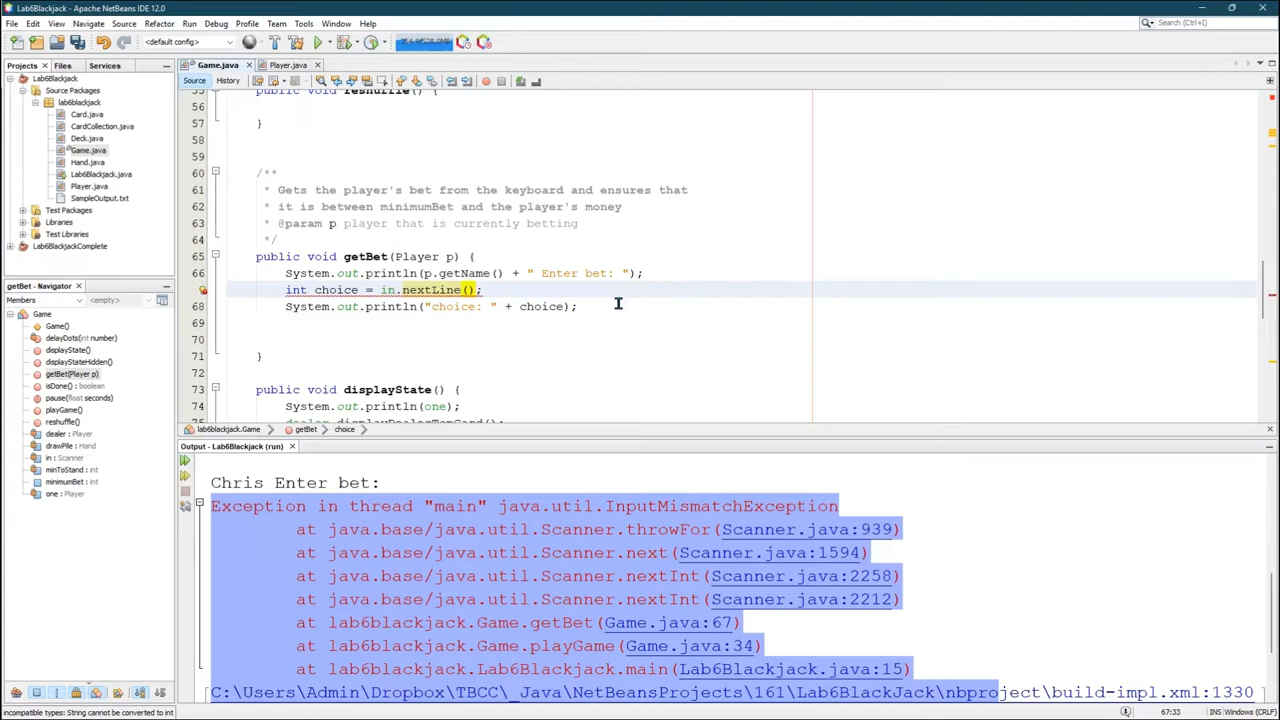 Lab6Blackjack - Apache NetBeans IDE 12.0
File Edit View Navigate Source Refactor Run Debug Profile Team Tools Window Help
Search (Ctrl+I)
<default config>
Projects Files Services
Game.java Player.java
Source History
Lab6Blackjack
Source Packages
lab6blackjack
Card.java
CardCollection.java
Deck.java
Game.java
Hand.java
Lab6Blackjack.java
Player.java
SampleOutput.txt
Test Packages
Libraries
Test Libraries
Lab6BlackjackComplete
getBet - Navigator
Members <empty>
Game
Game()
delayDots(int number)
displayState()
displayStateHidden()
getBet(Player p)
isDone() : boolean
pause(float seconds)
playGame()
reshuffle()
dealer : Player
drawPile : Hand
in : Scanner
minToStand : int
minimumBet : int
one : Player
55 public void reshuffle() {
56
57 }
58
59
60 /**
61 * Gets the player's bet from the keyboard and ensures that
62 * it is between minimumBet and the player's money
63 * @param p player that is currently betting
64 */
65 public void getBet(Player p) {
66 System.out.println(p.getName() + " Enter bet: ");
int choice = in.nextLine();
68 System.out.println("choice: " + choice);
69
70
71 }
73 public void displayState() {
74 System.out.println(one);
75 dealer.displayDealerTopCard();
lab6blackjack.Game getBet choice
Output - Lab6Blackjack (run)
Chris Enter bet:
Exception in thread "main" java.util.InputMismatchException
at java.base/java.util.Scanner.throwFor(Scanner.java:939)
at java.base/java.util.Scanner.next(Scanner.java:1594)
at java.base/java.util.Scanner.nextInt(Scanner.java:2258)
at java.base/java.util.Scanner.nextInt(Scanner.java:2212)
at lab6blackjack.Game.getBet(Game.java:67)
at lab6blackjack.Game.playGame(Game.java:34)
at lab6blackjack.Lab6Blackjack.main(Lab6Blackjack.java:15)
C:\Users\Admin\Dropbox\TBCC\_Java\NetBeansProjects\161\Lab6BlackJack\nbproject\build-impl.xml:1330
incompatible types: String cannot be converted to int
67:33 INS Windows (CRLF)